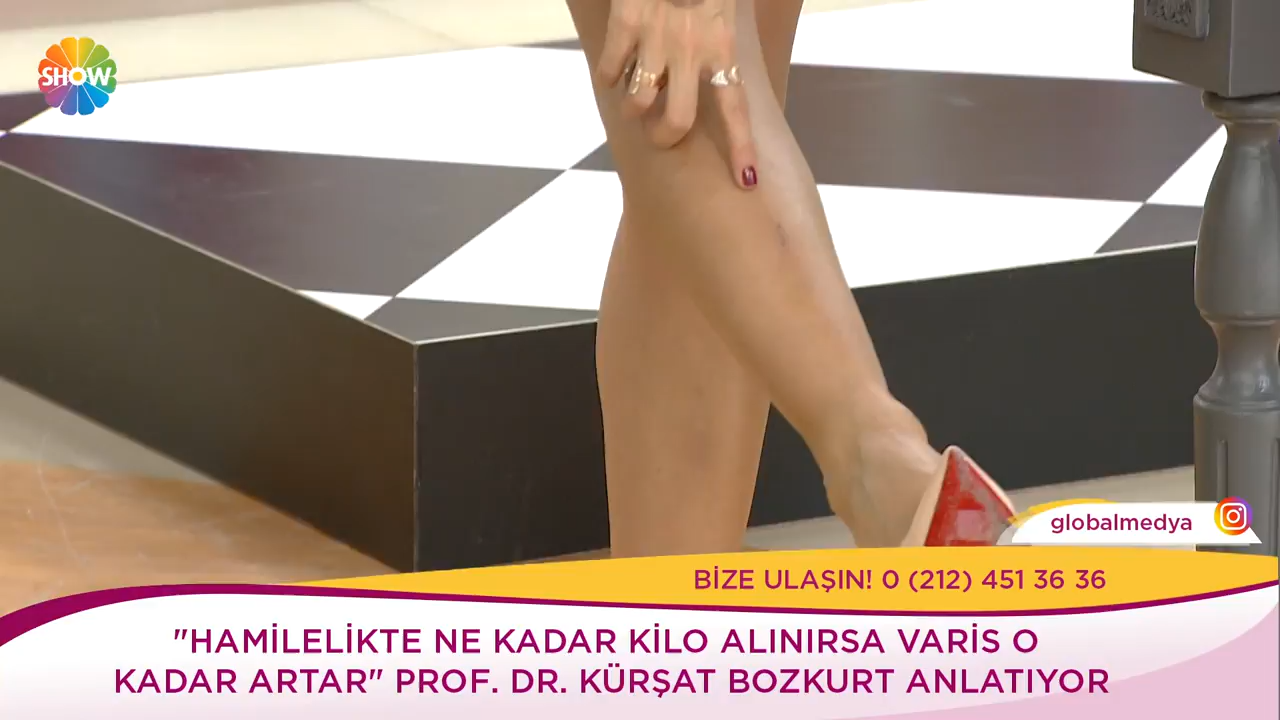 SHOW
globalmedya
BİZE ULAŞIN! 0 (212) 451 36 36
"HAMİLELİKTE NE KADAR KİLO ALINIRSA VARİS O
KADAR ARTAR" PROF. DR. KÜRŞAT BOZKURT ANLATIYOR